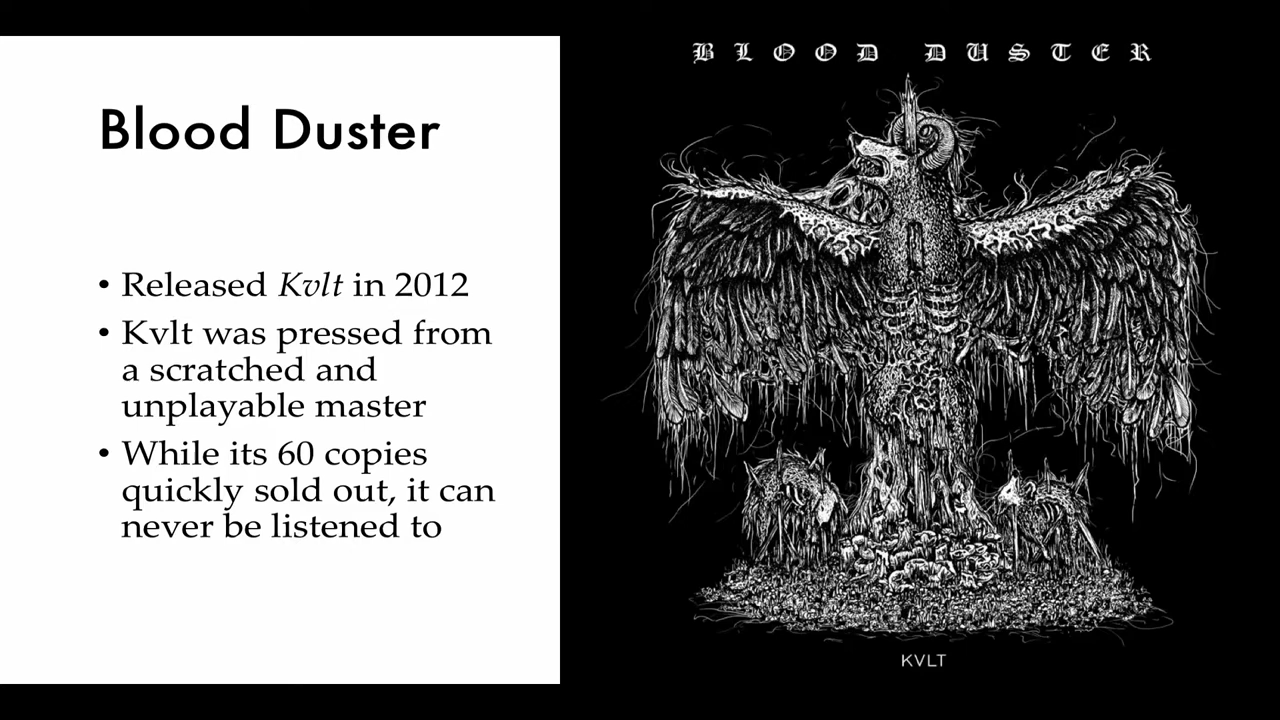 Blood Duster
• Released Kvlt in 2012
• Kvlt was pressed from
a scratched and
unplayable master
• While its 60 copies
quickly sold out, it can
never be listened to
BLOOD DUSTER
KVLT